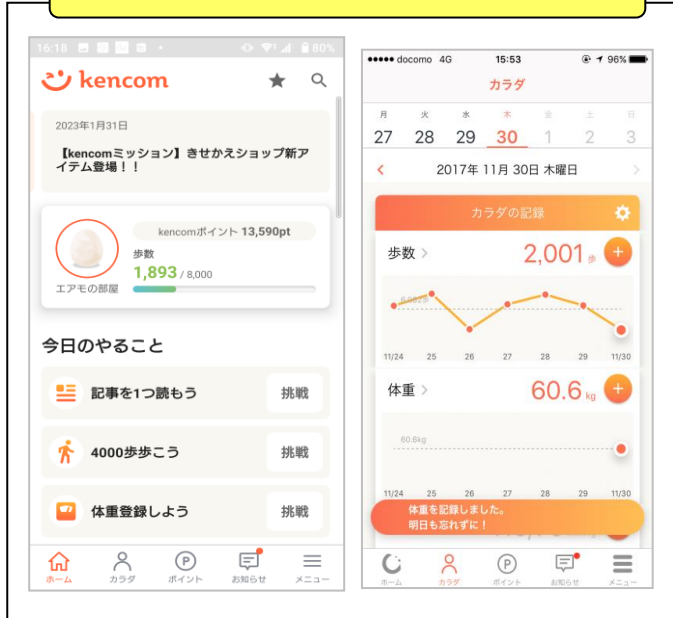 16:18 80%
kencom
2023年1月31日
【kencomミッション】きせかえショップ新ア
イテム登場！！
kencomポイント 13,590pt
歩数
1,893 / 8,000
エアモの部屋
今日のやること
記事を1つ読もう 挑戦
4000歩歩こう 挑戦
体重登録しよう 挑戦
ホーム カラダ ポイント お知らせ メニュー
docomo 4G 15:53 96%
カラダ
月 火 水 木 金 土 日
27 28 29 30 1 2 3
2017年 11月 30日 木曜日
カラダの記録
歩数 2,001 歩
11/24 25 26 27 28 29 11/30
体重 60.6 kg
60.6kg
11/24 25 26 27 28 29 11/30
体重を記録しました。
明日も忘れずに！
ホーム カラダ ポイント お知らせ メニュー